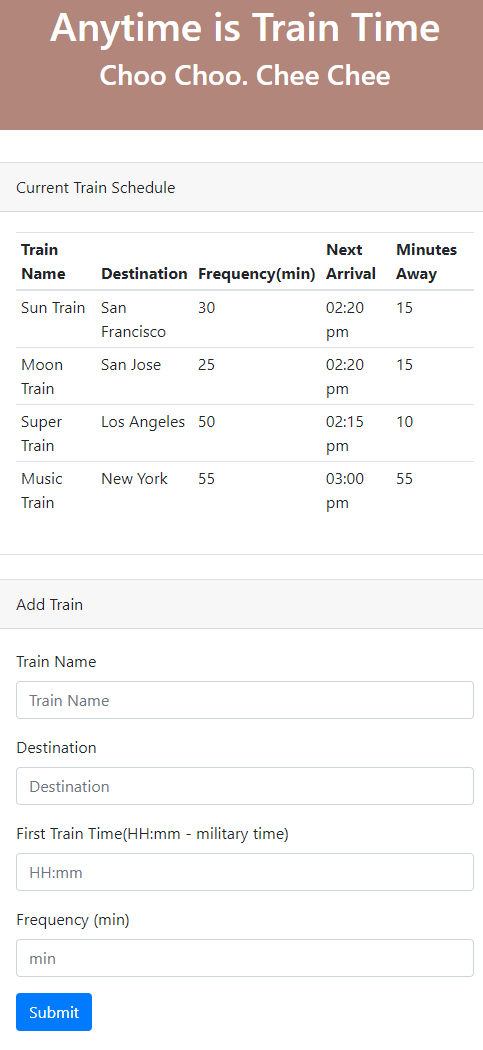 Anytime is Train Time
Choo Choo. Chee Chee
Current Train Schedule
Train Name Destination Frequency(min) Next Arrival Minutes Away
Sun Train San Francisco 30 02:20 pm 15
Moon Train San Jose 25 02:20 pm 15
Super Train Los Angeles 50 02:15 pm 10
Music Train New York 55 03:00 pm 55
Add Train
Train Name
Train Name
Destination
Destination
First Train Time(HH:mm - military time)
HH:mm
Frequency (min)
min
Submit